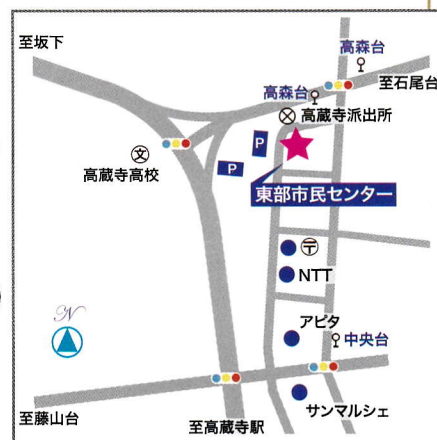 至坂下
高森台
至石尾台
高森台
高蔵寺派出所
文
P
P
高蔵寺高校
東部市民センター
〒
NTT
N
アピタ
中央台
至藤山台
至高蔵寺駅
サンマルシェ